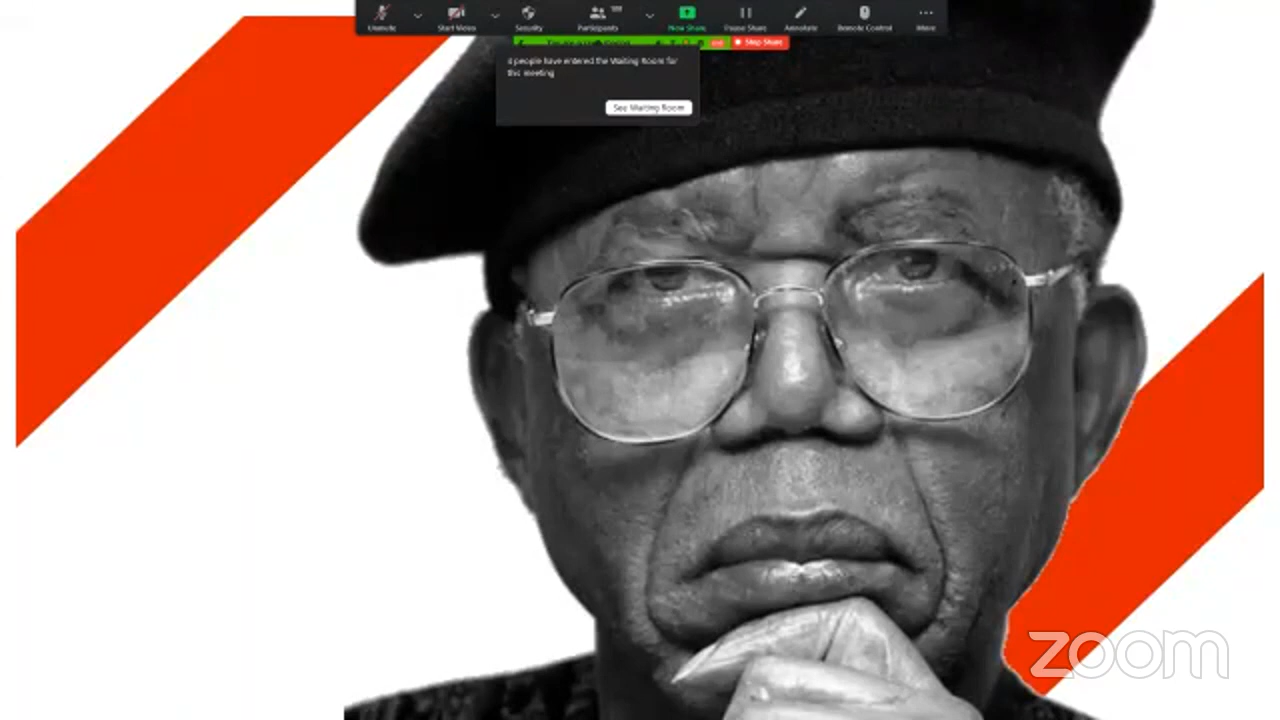 Unmute
Start Video
Security
Participants
New Share
Pause Share
Annotate
Remote Control
More
Stop Share
4 people have entered the Waiting Room for
this meeting
See Waiting Room
zoom